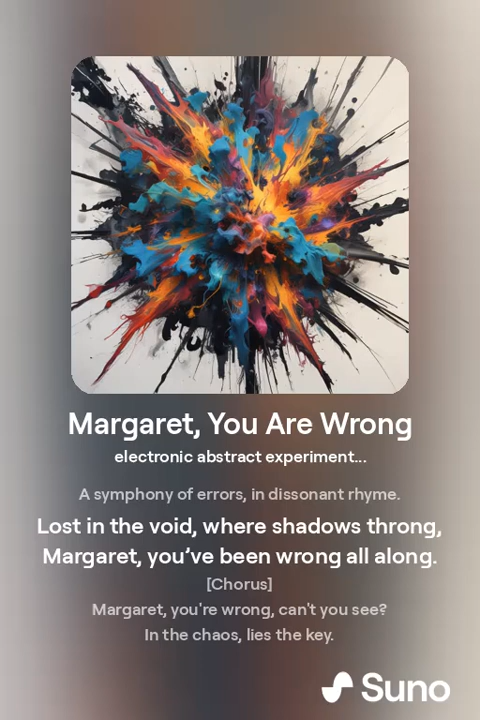 Margaret, You Are Wrong
electronic abstract experiment...
A symphony of errors, in dissonant rhyme.
Lost in the void, where shadows throng,
Margaret, you’ve been wrong all along.
[Chorus]
Margaret, you're wrong, can't you see?
In the chaos, lies the key.
Suno